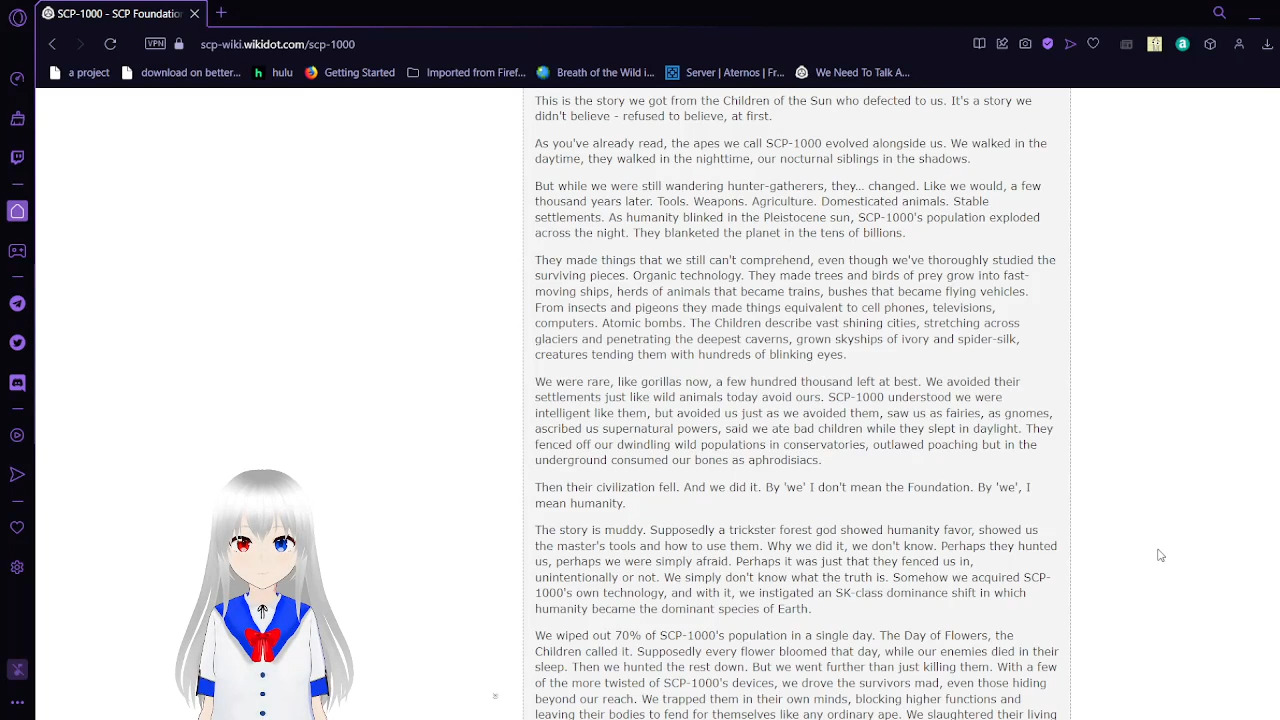 SCP-1000 - SCP Foundation
VPN
scp-wiki.wikidot.com/scp-1000
a project
download on better...
hulu
Getting Started
Imported from Firef...
Breath of the Wild i...
Server | Aternos | Fr...
We Need To Talk A...
This is the story we got from the Children of the Sun who defected to us. It's a story we
didn't believe - refused to believe, at first.
As you've already read, the apes we call SCP-1000 evolved alongside us. We walked in the
daytime, they walked in the nighttime, our nocturnal siblings in the shadows.
But while we were still wandering hunter-gatherers, they... changed. Like we would, a few
thousand years later. Tools. Weapons. Agriculture. Domesticated animals. Stable
settlements. As humanity blinked in the Pleistocene sun, SCP-1000's population exploded
across the night. They blanketed the planet in the tens of billions.
They made things that we still can't comprehend, even though we've thoroughly studied the
surviving pieces. Organic technology. They made trees and birds of prey grow into fast-
moving ships, herds of animals that became trains, bushes that became flying vehicles.
From insects and pigeons they made things equivalent to cell phones, televisions,
computers. Atomic bombs. The Children describe vast shining cities, stretching across
glaciers and penetrating the deepest caverns, grown skyships of ivory and spider-silk,
creatures tending them with hundreds of blinking eyes.
We were rare, like gorillas now, a few hundred thousand left at best. We avoided their
settlements just like wild animals today avoid ours. SCP-1000 understood we were
intelligent like them, but avoided us just as we avoided them, saw us as fairies, as gnomes,
ascribed us supernatural powers, said we ate bad children while they slept in daylight. They
fenced off our dwindling wild populations in conservatories, outlawed poaching but in the
underground consumed our bones as aphrodisiacs.
Then their civilization fell. And we did it. By 'we' I don't mean the Foundation. By 'we', I
mean humanity.
The story is muddy. Supposedly a trickster forest god showed humanity favor, showed us
the master's tools and how to use them. Why we did it, we don't know. Perhaps they hunted
us, perhaps we were simply afraid. Perhaps it was just that they fenced us in,
unintentionally or not. We simply don't know what the truth is. Somehow we acquired SCP-
1000's own technology, and with it, we instigated an SK-class dominance shift in which
humanity became the dominant species of Earth.
We wiped out 70% of SCP-1000's population in a single day. The Day of Flowers, the
Children called it. Supposedly every flower bloomed that day, while our enemies died in their
sleep. Then we hunted the rest down. But we went further than just killing them. With a few
of the more twisted of SCP-1000's devices, we drove the survivors mad, even those hiding
beyond our reach. We trapped them in their own minds, blocking higher functions and
leaving their bodies to fend for themselves like any ordinary ape. We slaughtered their living